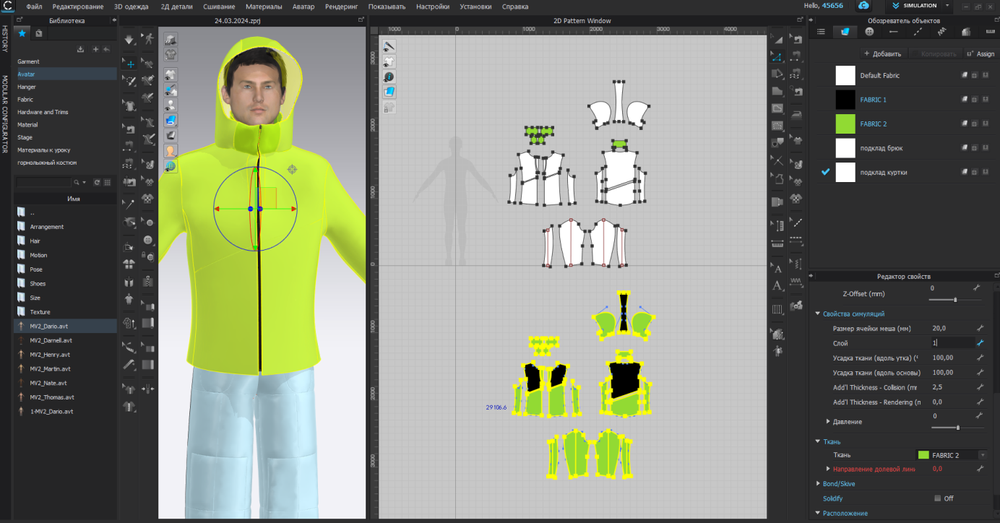 Файл Редактирование 3D одежда 2Д детали Сшивание Материалы Аватар Рендеринг Показывать Настройки Установки Справка Hello, 45656 SIMULATION
Библиотека 24.03.2024.zprj 2D Pattern Window Обозреватель объектов
HISTORY
MODULAR CONFIGURATOR
Garment
Avatar
Hanger
Fabric
Hardware and Trims
Material
Stage
Материалы к уроку
горнолыжный костюм
Имя
..
Arrangement
Hair
Motion
Pose
Shoes
Size
Texture
MV2_Dario.avt
MV2_Darnell.avt
MV2_Henry.avt
MV2_Martin.avt
MV2_Nate.avt
MV2_Thomas.avt
1-MV2_Dario.avt
1000 0 1000 2000 3000 4000
3000
2000
1000
0
1000
2000
3000
29106.6
+ Добавить Копировать Assign
Default Fabric
FABRIC 1
FABRIC 2
подклад брюк
подклад куртки
Редактор свойств
Z-Offset (mm) 0
Свойства симуляций
Размер ячейки меша (мм) 20,0
Слой 1
Усадка ткани (вдоль утка) (% 100,00
Усадка ткани (вдоль основы) 100,00
Add'l Thickness - Collision (mm 2,5
Add'l Thickness - Rendering (n 0,0
Давление 0
Ткань
Ткань FABRIC 2
Направление долевой лини 0,0
Bond/Skive
Solidify Off
Расположение